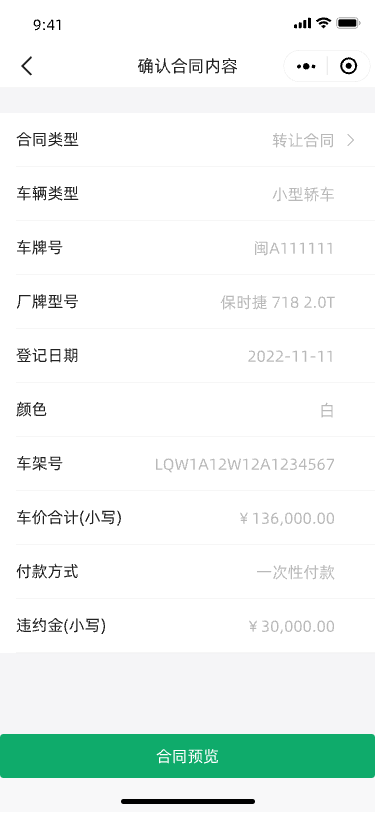 9:41
确认合同内容
合同类型 转让合同
车辆类型 小型轿车
车牌号 闽A111111
厂牌型号 保时捷 718 2.0T
登记日期 2022-11-11
颜色 白
车架号 LQW1A12W12A1234567
车价合计(小写) ¥136,000.00
付款方式 一次性付款
违约金(小写) ¥30,000.00
合同预览